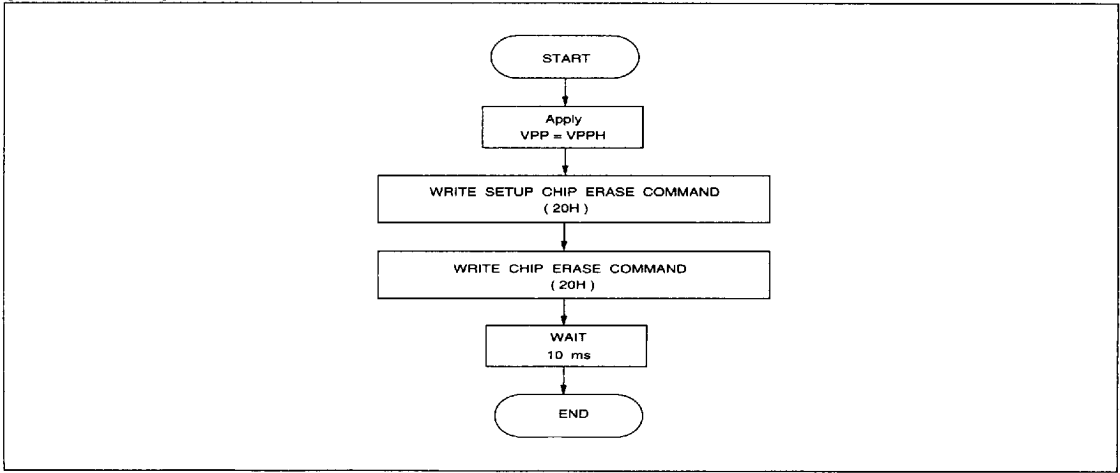 START
Apply
VPP = VPPH
WRITE SETUP CHIP ERASE COMMAND
( 20H )
WRITE CHIP ERASE COMMAND
( 20H )
WAIT
10 ms
END